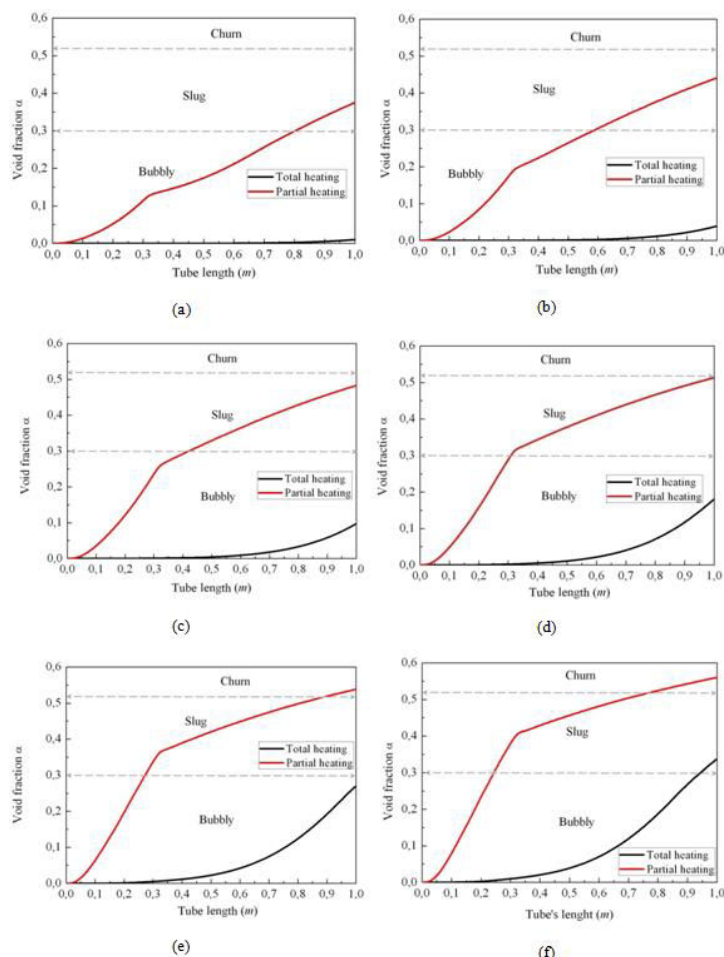 0,6
Churn
0,5
0,4
Slug
0,3
0,2
Bubbly
Total heating
Partial heating
0,1
0,0
Void fraction α
0,0 0,1 0,2 0,3 0,4 0,5 0,6 0,7 0,8 0,9 1,0
Tube length (m)
(a)
0,6
Churn
0,5
0,4
Slug
0,3
0,2
Bubbly
Total heating
Partial heating
0,1
0,0
Void fraction α
0,0 0,1 0,2 0,3 0,4 0,5 0,6 0,7 0,8 0,9 1,0
Tube length (m)
(b)
0,6
Churn
0,5
0,4
Slug
0,3
0,2
Bubbly
Total heating
Partial heating
0,1
0,0
Void fraction α
0,0 0,1 0,2 0,3 0,4 0,5 0,6 0,7 0,8 0,9 1,0
Tube length (m)
(c)
0,6
Churn
0,5
0,4
Slug
0,3
0,2
Bubbly
Total heating
Partial heating
0,1
0,0
Void fraction α
0,0 0,1 0,2 0,3 0,4 0,5 0,6 0,7 0,8 0,9 1,0
Tube length (m)
(d)
0,6
Churn
0,5
Slug
0,4
Total heating
Partial heating
0,3
0,2
Bubbly
0,1
0,0
Void fraction α
0,0 0,1 0,2 0,3 0,4 0,5 0,6 0,7 0,8 0,9 1,0
Tube length (m)
(e)
0,6
Churn
0,5
0,4
Slug
0,3
0,2
Bubbly
0,1
Total heating
Partial heating
0,0
Void fraction α
0,0 0,1 0,2 0,3 0,4 0,5 0,6 0,7 0,8 0,9 1,0
Tube's lenght (m)
(f)